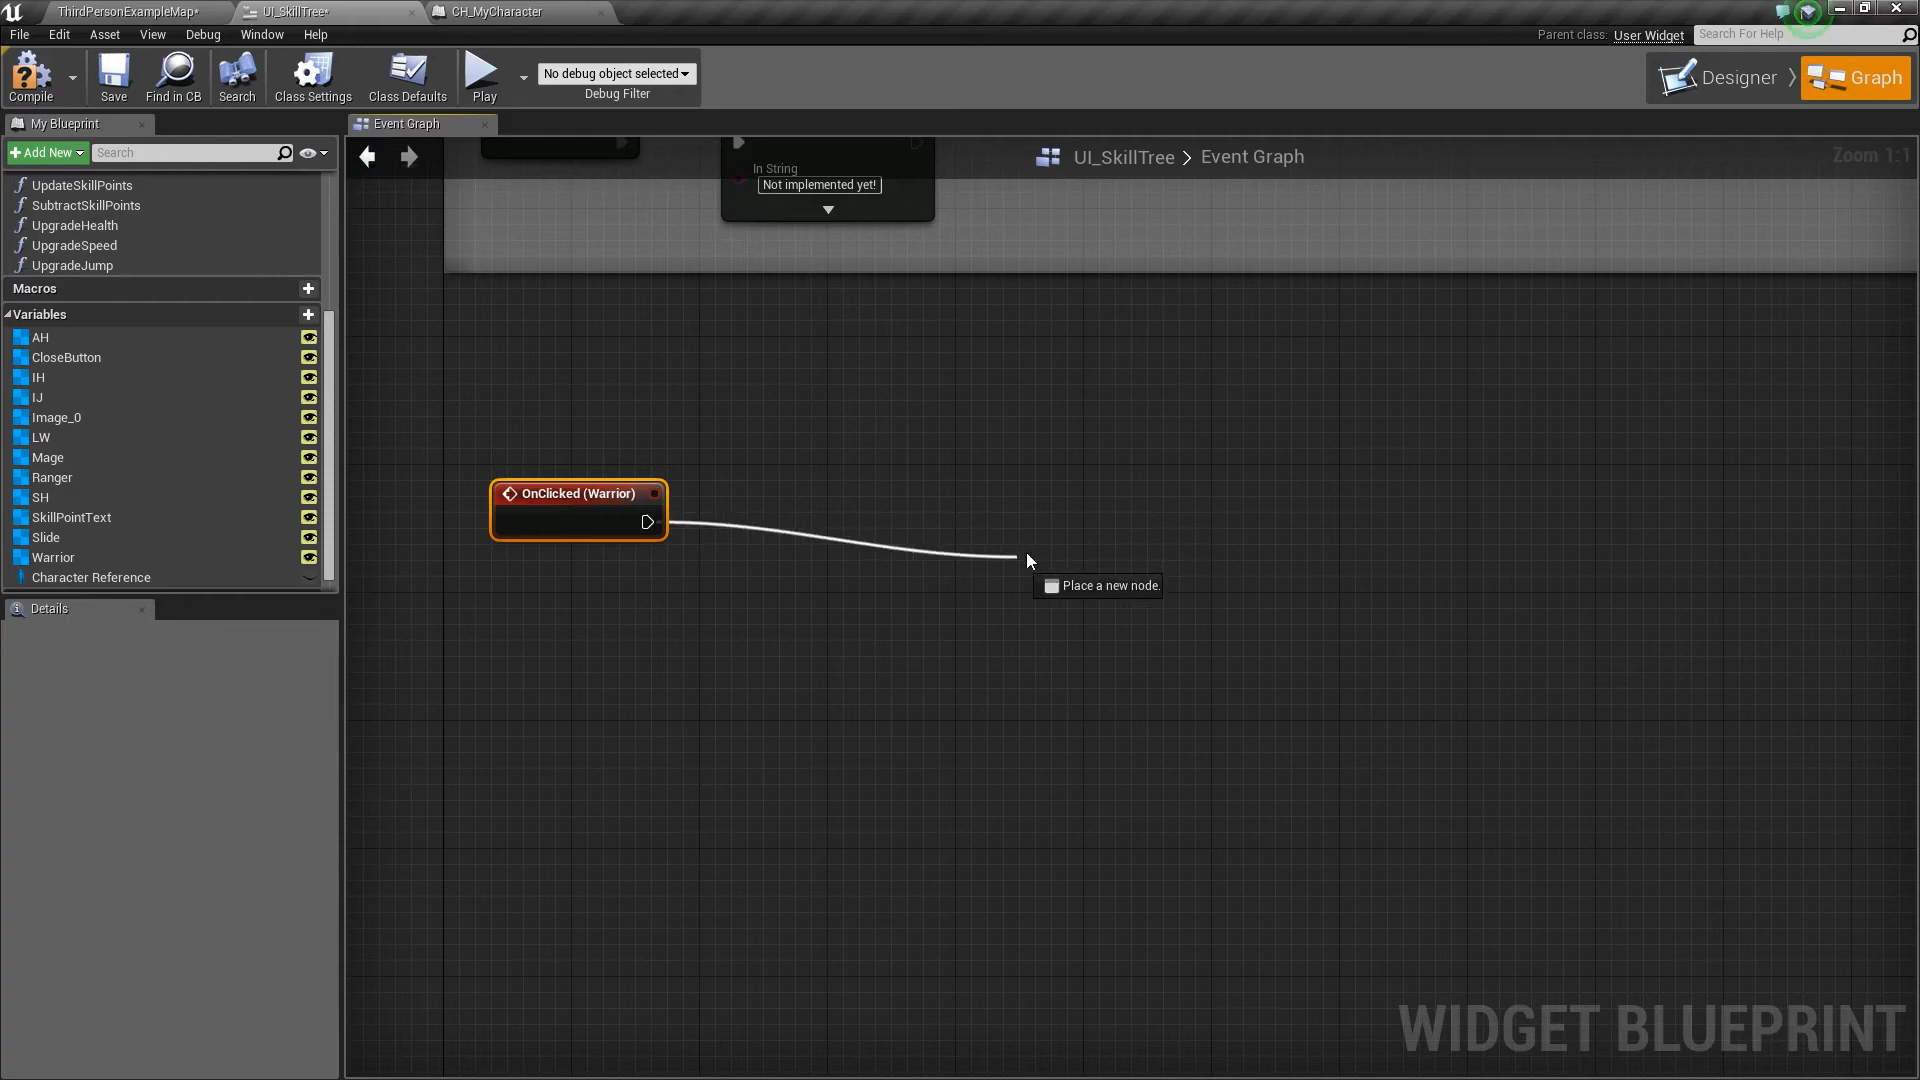 ThirdPersonExampleMap*
UI_SkillTree*
CH_MyCharacter
File Edit Asset View Debug Window Help
Parent class: User Widget
Search For Help
Compile
Save
Find in CB
Search
Class Settings
Class Defaults
Play
No debug object selected
Debug Filter
Designer
Graph
My Blueprint
Event Graph
Add New
Search
UI_SkillTree > Event Graph
Zoom 1:1
UpdateSkillPoints
SubtractSkillPoints
UpgradeHealth
UpgradeSpeed
UpgradeJump
Macros
Variables
AH
CloseButton
IH
IJ
Image_0
LW
Mage
Ranger
SH
SkillPointText
Slide
Warrior
Character Reference
Details
In String
Not implemented yet!
OnClicked (Warrior)
Place a new node.
WIDGET BLUEPRINT